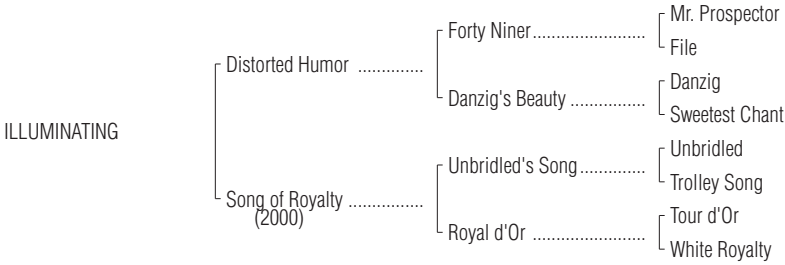 Mr. Prospector
Forty Niner.......................
File
Distorted Humor ..............
Danzig
Danzig's Beauty ................
Sweetest Chant
ILLUMINATING
Unbridled
Unbridled's Song..............
Trolley Song
Song of Royalty ................
(2000)
Tour d'Or
Royal d'Or .......................
White Royalty